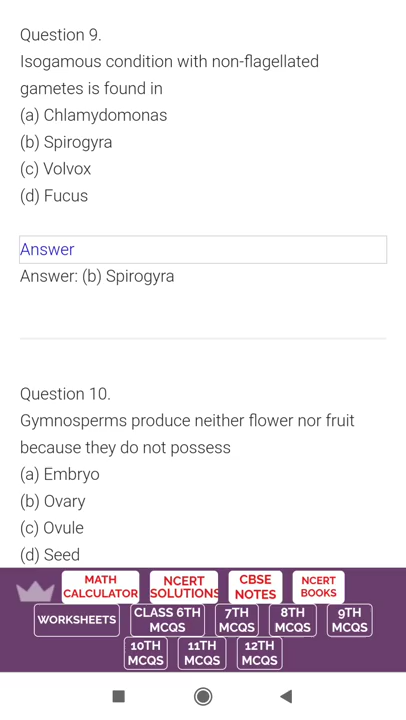 Question 9.
Isogamous condition with non-flagellated
gametes is found in
(a) Chlamydomonas
(b) Spirogyra
(c) Volvox
(d) Fucus
Answer
Answer: (b) Spirogyra
Question 10.
Gymnosperms produce neither flower nor fruit
because they do not possess
(a) Embryo
(b) Ovary
(c) Ovule
(d) Seed
MATH CALCULATOR
NCERT SOLUTIONS
CBSE NOTES
NCERT BOOKS
WORKSHEETS
CLASS 6TH MCQS
7TH MCQS
8TH MCQS
9TH MCQS
10TH MCQS
11TH MCQS
12TH MCQS